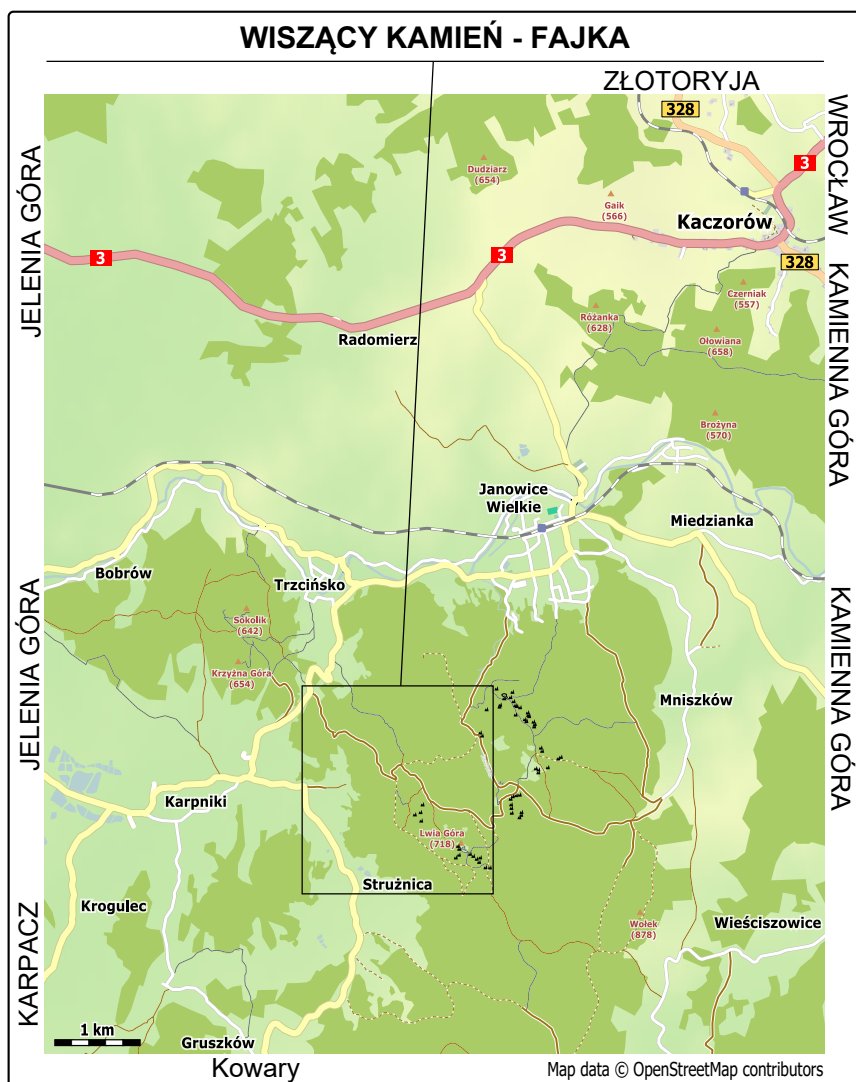 WISZĄCY KAMIEŃ - FAJKA
ZŁOTORYJA
JELENIA GÓRA
WROCŁAW
328
3
Dudziarz
(654)
Gaik
(566)
Kaczorów
3
3
328
KAMIENNA GÓRA
Czerniak
(557)
Różanka
(628)
Radomierz
Ołowiana
(658)
Brożyna
(570)
Janowice
Wielkie
Miedzianka
Bobrów
Trzcińsko
JELENIA GÓRA
KAMIENNA GÓRA
Sokolik
(642)
Krzyżna Góra
(654)
Mniszków
Karpniki
Lwia Góra
(718)
Strużnica
Krogulec
KARPACZ
Wołek
(878)
Wieściszowice
1 km
Gruszków
Kowary
Map data © OpenStreetMap contributors